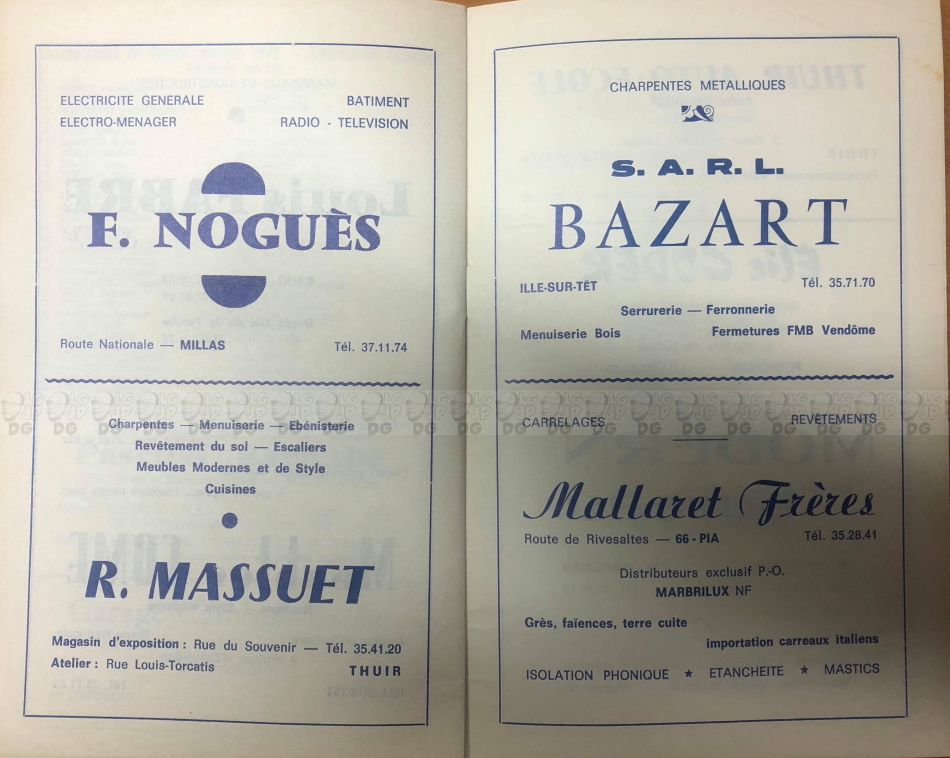 ELECTRICITE GENERALE BATIMENT
ELECTRO-MENAGER RADIO - TELEVISION
F. NOGUÈS
Route Nationale — MILLAS Tél. 37.11.74
Charpentes — Menuiserie — Ebénisterie
Revêtement du sol — Escaliers
Meubles Modernes et de Style
Cuisines
R. MASSUET
Magasin d'exposition : Rue du Souvenir — Tél. 35.41.20
Atelier : Rue Louis-Torcatis THUIR
CHARPENTES METALLIQUES
S. A. R. L.
BAZART
ILLE-SUR-TÊT Tél. 35.71.70
Serrurerie — Ferronnerie
Menuiserie Bois Fermetures FMB Vendôme
CARRELAGES REVÊTEMENTS
Mallaret Frères
Route de Rivesaltes — 66 - PIA Tél. 35.28.41
Distributeurs exclusif P.-O.
MARBRILUX NF
Grès, faïences, terre cuite
importation carreaux italiens
ISOLATION PHONIQUE ★ ETANCHEITE ★ MASTICS